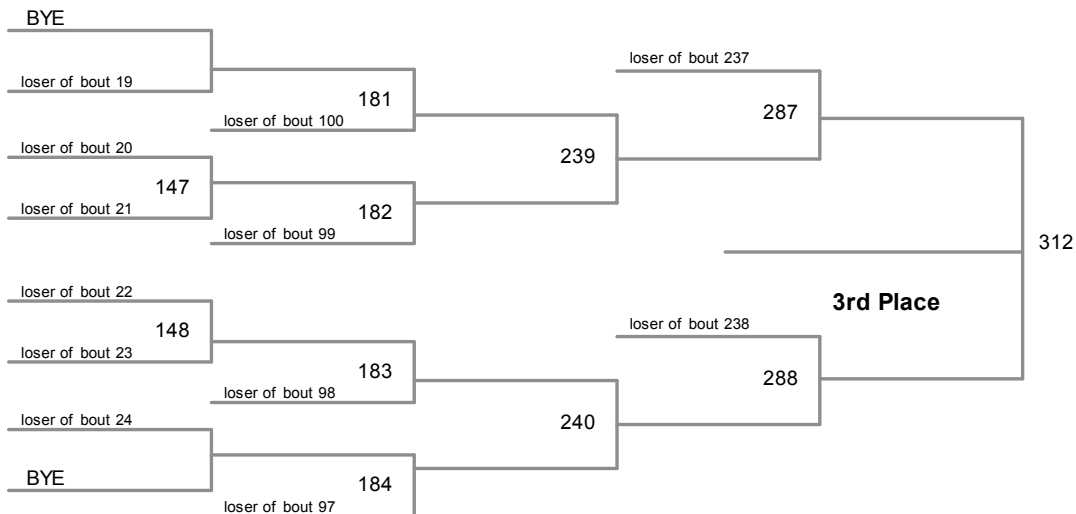 BYE
loser of bout 237
loser of bout 19
181
287
loser of bout 100
loser of bout 20
239
147
loser of bout 21
182
loser of bout 99
312
loser of bout 22
3rd Place
148
loser of bout 238
loser of bout 23
183
288
loser of bout 98
loser of bout 24
240
BYE
184
loser of bout 97